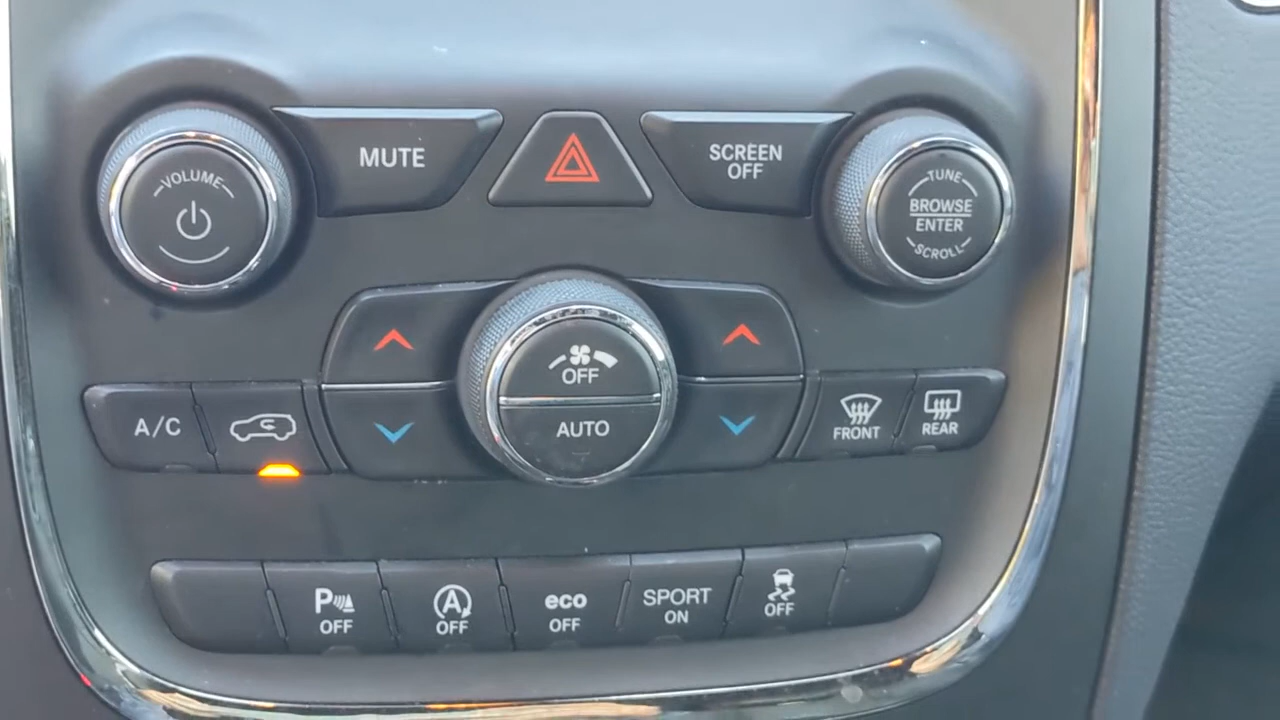 VOLUME
MUTE
SCREEN
OFF
TUNE
BROWSE
ENTER
SCROLL
OFF
AUTO
A/C
FRONT
REAR
P
OFF
A
OFF
eco
OFF
SPORT
ON
OFF